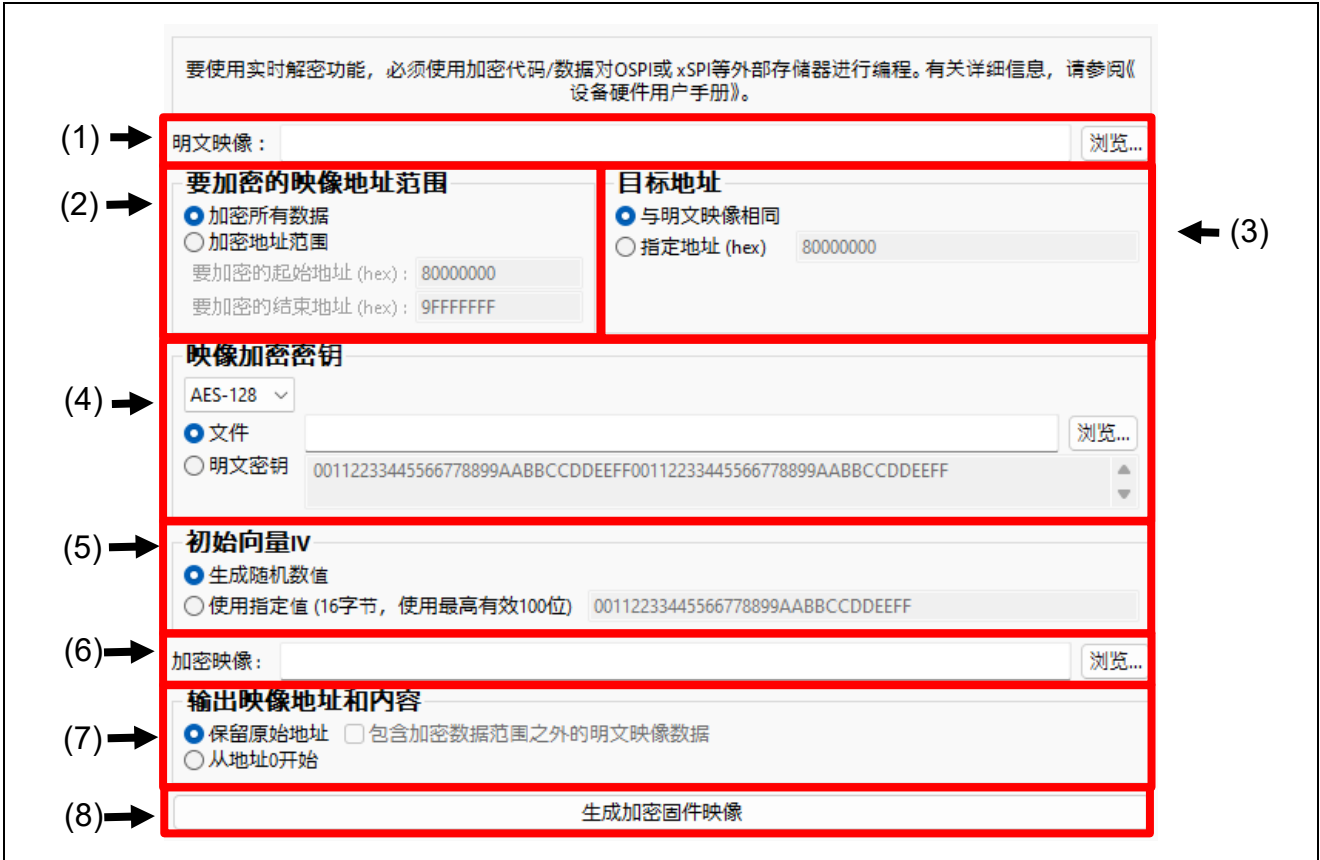 要使用实时解密功能，必须使用加密代码/数据对OSPI或 xSPI等外部存储器进行编程。有关详细信息，请参阅《
设备硬件用户手册》。
(1)
明文映像：
浏览...
(2)
要加密的映像地址范围
加密所有数据
加密地址范围
要加密的起始地址 (hex)： 80000000
要加密的结束地址 (hex)： 9FFFFFFF
目标地址
与明文映像相同
指定地址 (hex) 80000000
(3)
(4)
映像加密密钥
AES-128
文件
浏览...
明文密钥 00112233445566778899AABBCCDDEEFF00112233445566778899AABBCCDDEEFF
(5)
初始向量IV
生成随机数值
使用指定值 (16字节，使用最高有效100位) 00112233445566778899AABBCCDDEEFF
(6)
加密映像：
浏览...
(7)
输出映像地址和内容
保留原始地址 包含加密数据范围之外的明文映像数据
从地址0开始
(8)
生成加密固件映像